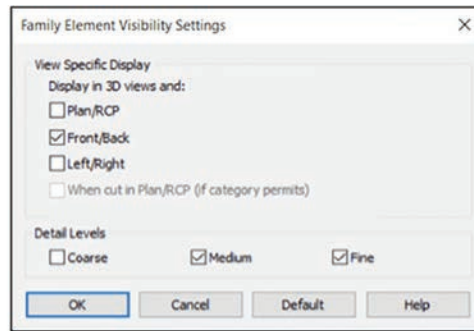 Family Element Visibility Settings
View Specific Display
Display in 3D views and:
Plan/RCP
Front/Back
Left/Right
When cut in Plan/RCP (if category permits)
Detail Levels
Coarse Medium Fine
OK Cancel Default Help